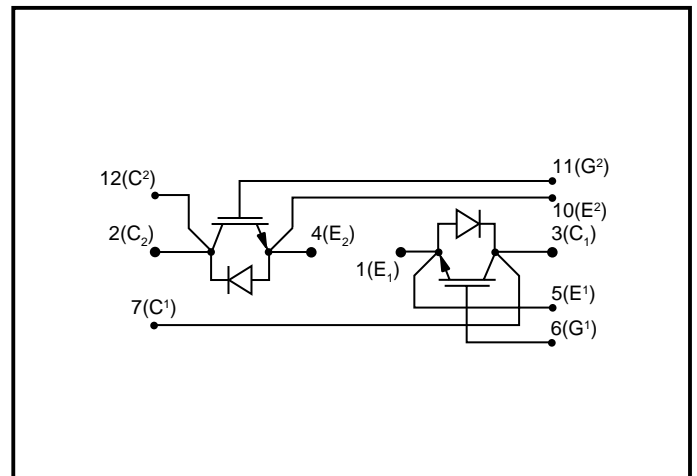 11(G²)
12(C²)
10(E²)
2(C₂)
4(E₂)
3(C₁)
1(E₁)
5(E¹)
7(C¹)
6(G¹)